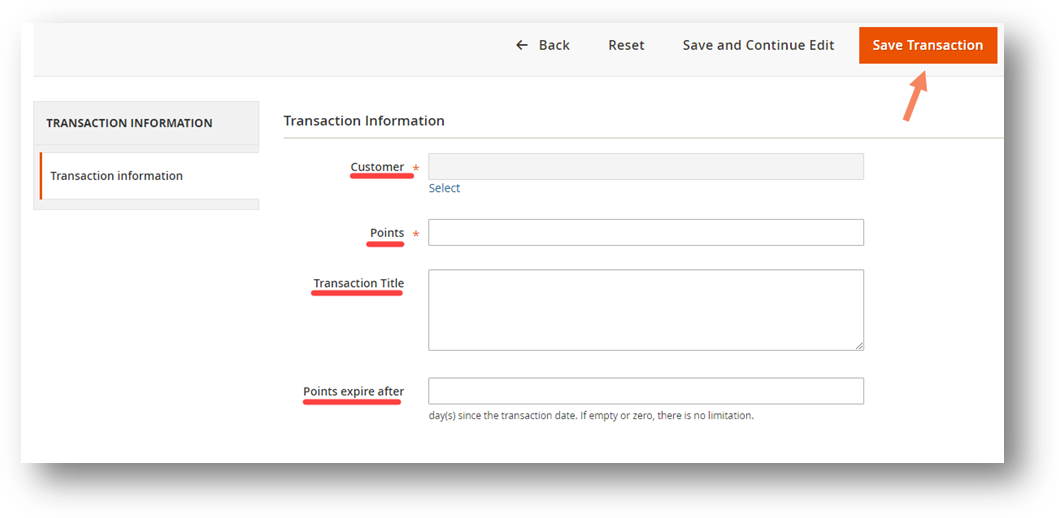 ← Back Reset Save and Continue Edit Save Transaction
TRANSACTION INFORMATION
Transaction information
Transaction Information
Customer *
Select
Points *
Transaction Title
Points expire after
day(s) since the transaction date. If empty or zero, there is no limitation.